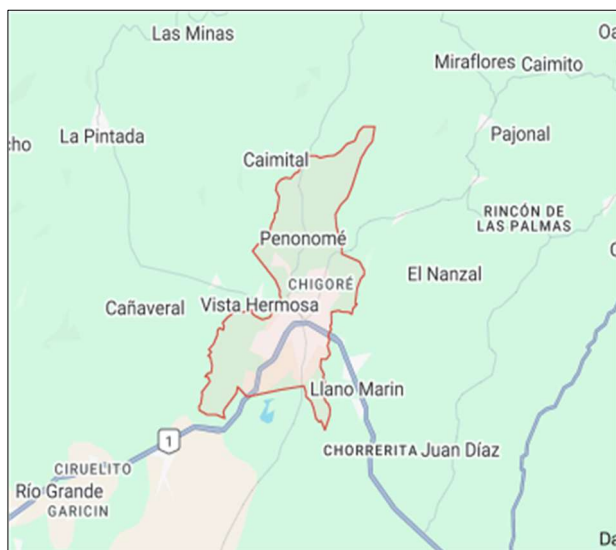 Las Minas
Miraflores Caimito
La Pintada
Pajonal
cho
Caimital
RINCÓN DE
LAS PALMAS
Penonomé
El Nanzal
CHIGORÉ
Cañaveral
Vista Hermosa
Llano Marin
1
CHORRERITA
Juan Díaz
CIRUELITO
Río Grande
GARICIN